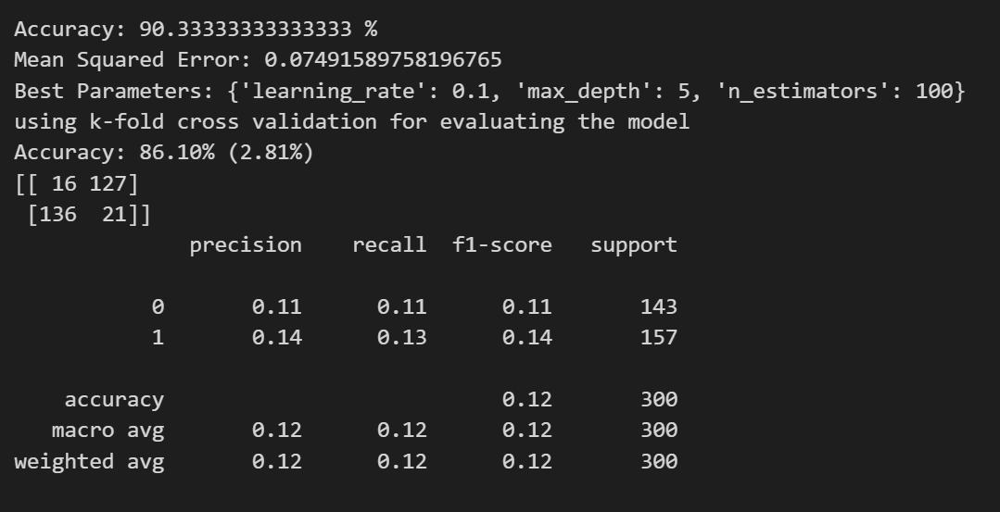 Accuracy: 90.33333333333333 %
Mean Squared Error: 0.07491589758196765
Best Parameters: {'learning_rate': 0.1, 'max_depth': 5, 'n_estimators': 100}
using k-fold cross validation for evaluating the model
Accuracy: 86.10% (2.81%)
[[ 16 127]
 [136  21]]
              precision    recall  f1-score   support

           0       0.11      0.11      0.11       143
           1       0.14      0.13      0.14       157

    accuracy                           0.12       300
   macro avg       0.12      0.12      0.12       300
weighted avg       0.12      0.12      0.12       300